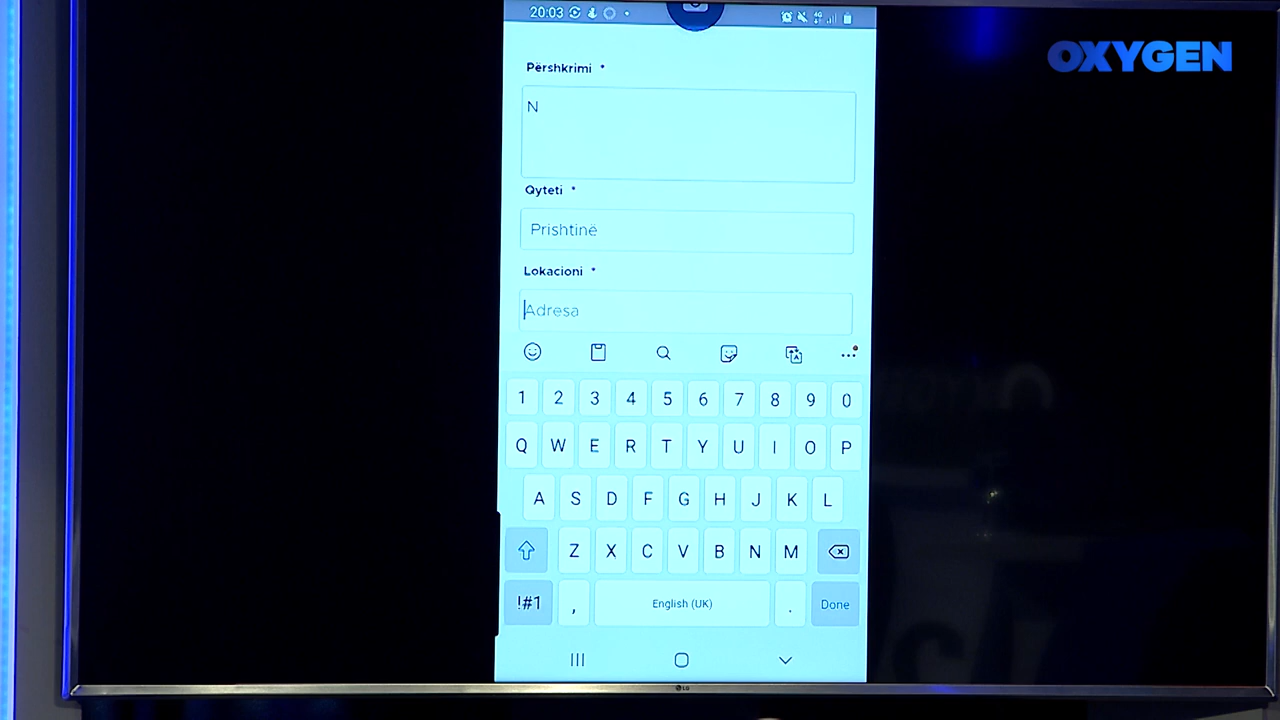 20:03
OXYGEN
Përshkrimi *
N
Qyteti *
Prishtinë
Lokacioni *
Adresa
1 2 3 4 5 6 7 8 9 0
Q W E R T Y U I O P
A S D F G H J K L
Z X C V B N M
!#1 , English (UK) . Done
LG